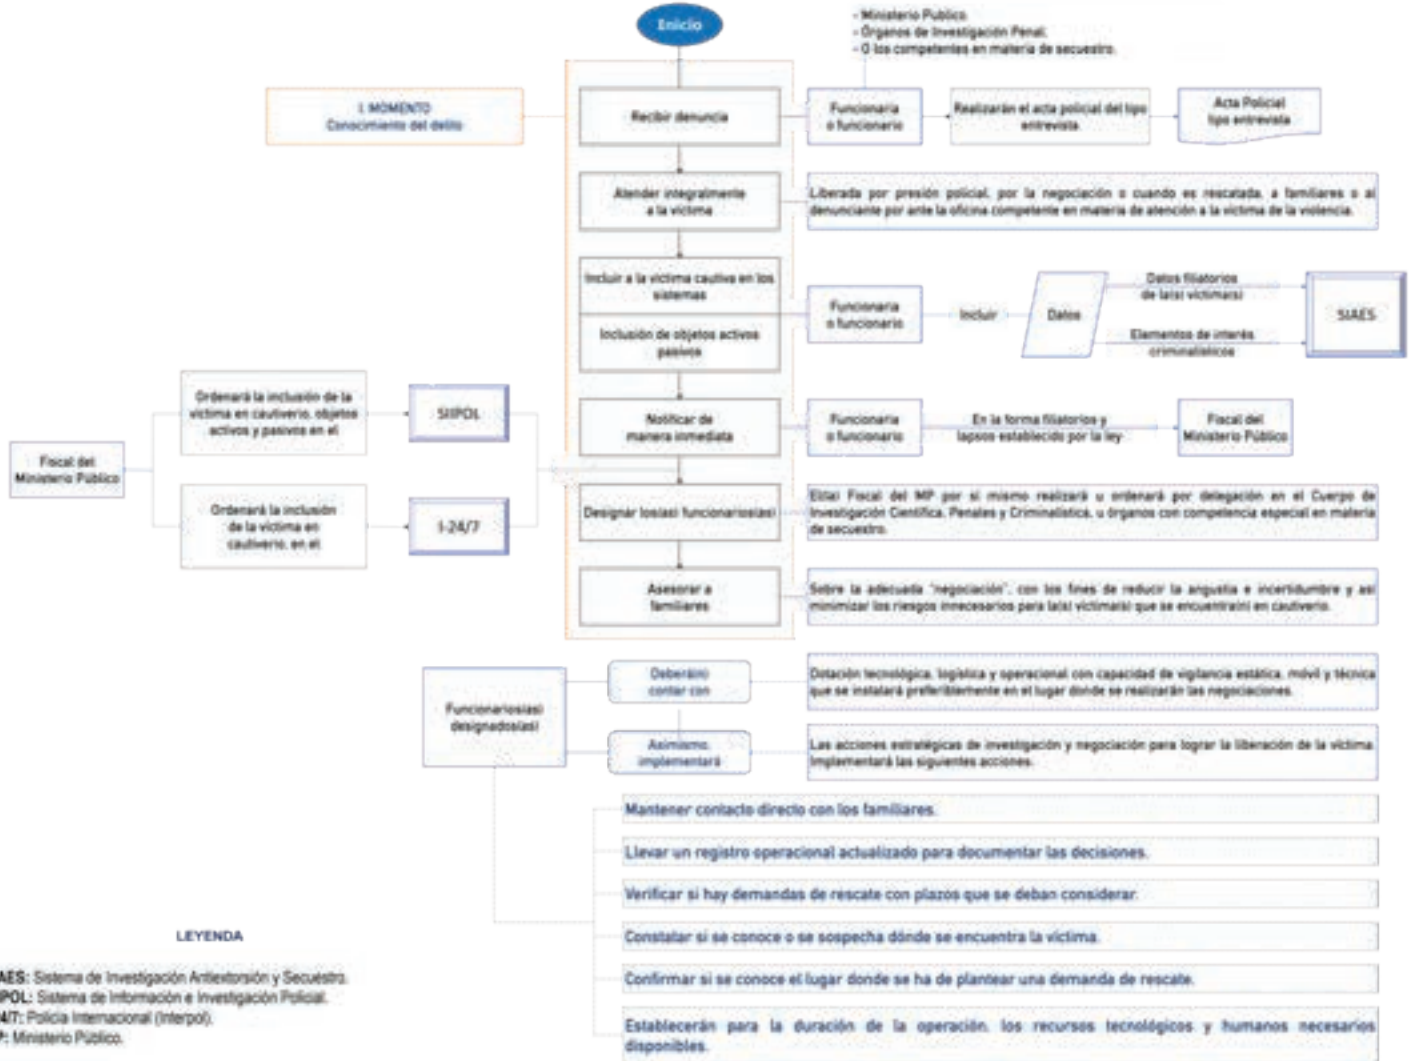 Inicio
- Ministerio Público.
- Órganos de Investigación Penal.
- O los competentes en materia de secuestro.
I. MOMENTO
Conocimiento del delito
Recibir denuncia
Funcionaria
o funcionario
Realizarán el acta policial del tipo
entrevista.
Acta Policial
tipo entrevista
Atender integralmente
a la víctima
Liberada por presión policial, por la negociación o cuando es rescatada, a familiares o al
denunciante por ante la oficina competente en materia de atención a la víctima de la violencia.
Incluir a la víctima cautiva en los
sistemas
Inclusión de objetos activos
pasivos
Funcionaria
o funcionario
Incluir
Datos
Datos filiatorios
de la(s) víctima(s)
Elementos de interés
criminalísticos
SIAES
Ordenará la inclusión de la
víctima en cautiverio, objetos
activos y pasivos en el
SIIPOL
Notificar de
manera inmediata
Funcionaria
o funcionario
En la forma filiatorios y
lapsos establecido por la ley
Fiscal del
Ministerio Público
Fiscal del
Ministerio Público
Ordenará la inclusión
de la víctima en
cautiverio, en el
I-24/7
Designar los(as) funcionarios(as)
El(la) Fiscal del MP por sí mismo realizará u ordenará por delegación en el Cuerpo de
Investigación Científica, Penales y Criminalística, u órganos con competencia especial en materia
de secuestro.
Asesorar a
familiares
Sobre la adecuada "negociación", con los fines de reducir la angustia e incertidumbre y así
minimizar los riesgos innecesarios para la(s) víctima(s) que se encuentra(n) en cautiverio.
Funcionarios(as)
designados(as)
Deberá(n)
contar con
Dotación tecnológica, logística y operacional con capacidad de vigilancia estática, móvil y técnica
que se instalará preferiblemente en el lugar donde se realizarán las negociaciones.
Asimismo,
implementará
Las acciones estratégicas de investigación y negociación para lograr la liberación de la víctima.
Implementará las siguientes acciones.
Mantener contacto directo con los familiares.
Llevar un registro operacional actualizado para documentar las decisiones.
Verificar si hay demandas de rescate con plazos que se deban considerar.
Constatar si se conoce o se sospecha dónde se encuentra la víctima.
Confirmar si se conoce el lugar donde se ha de plantear una demanda de rescate.
Establecerán para la duración de la operación, los recursos tecnológicos y humanos necesarios
disponibles.
LEYENDA
AES: Sistema de Investigación Antiextorsión y Secuestro.
IPOL: Sistema de Información e Investigación Policial.
4/7: Policía Internacional (Interpol).
P: Ministerio Público.